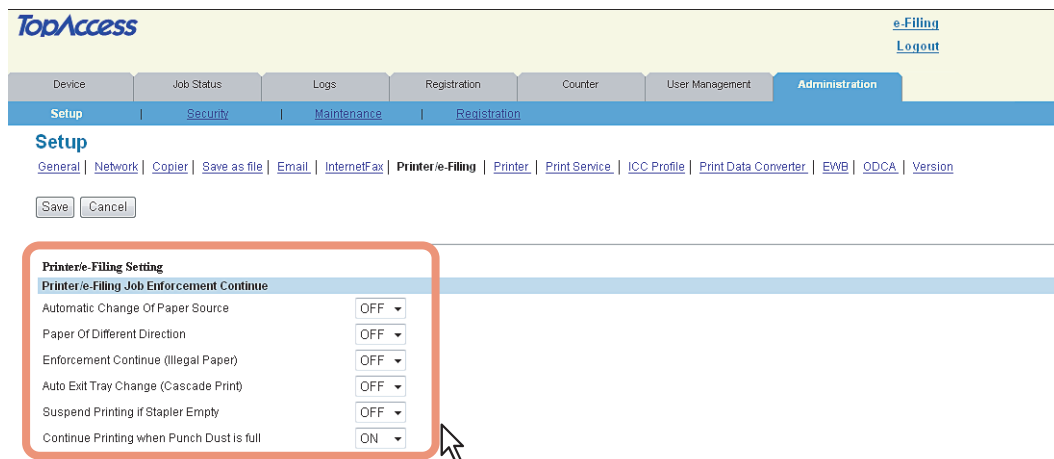 TopAccess
e-Filing
Logout
Device Job Status Logs Registration Counter User Management Administration
Setup | Security | Maintenance | Registration
Setup
General | Network | Copier | Save as file | Email | InternetFax | Printer/e-Filing | Printer | Print Service | ICC Profile | Print Data Converter | EWB | ODCA | Version
Save Cancel
Printer/e-Filing Setting
Printer/e-Filing Job Enforcement Continue
Automatic Change Of Paper Source OFF
Paper Of Different Direction OFF
Enforcement Continue (Illegal Paper) OFF
Auto Exit Tray Change (Cascade Print) OFF
Suspend Printing if Stapler Empty OFF
Continue Printing when Punch Dust is full ON